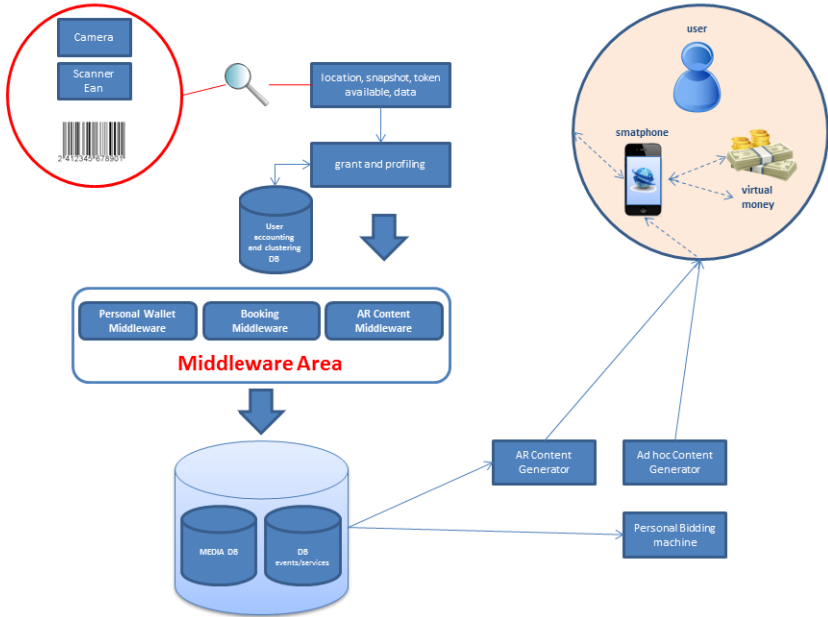 Camera
Scanner
Ean
2 412345 678901
location, snapshot, token
available, data
grant and profiling
User
accounting
and clustering
DB
Personal Wallet
Middleware
Booking
Middleware
AR Content
Middleware
Middleware Area
MEDIA DB
DB
events/services
AR Content
Generator
Ad hoc Content
Generator
Personal Bidding
machine
user
smatphone
virtual
money